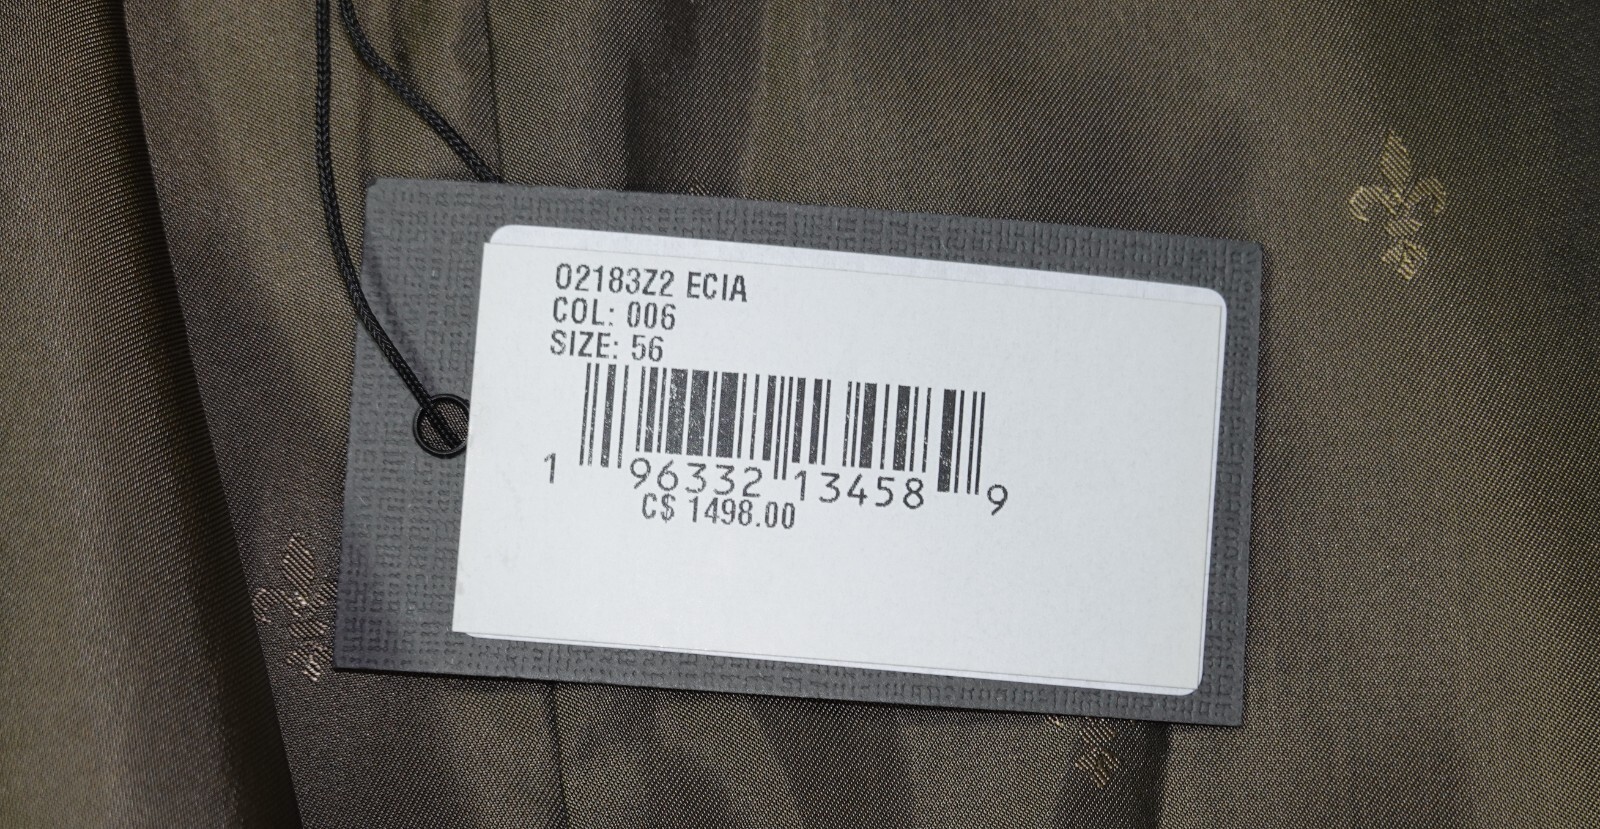 02183Z2 ECIA
COL: 006
SIZE: 56
1 96332 13458 9
C$ 1498.00